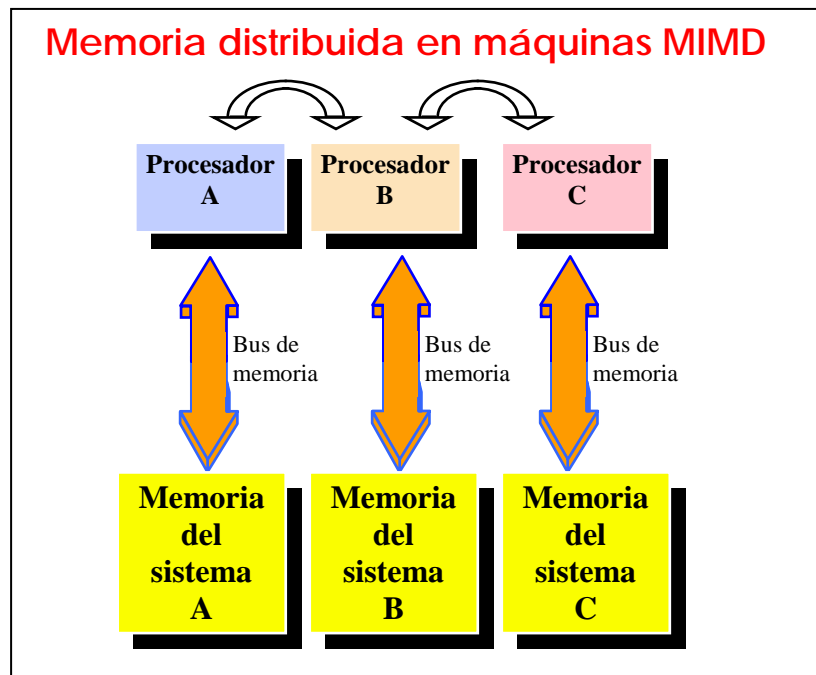 Memoria distribuida en máquinas MIMD
Procesador
A
Procesador
B
Procesador
C
Bus de
memoria
Bus de
memoria
Bus de
memoria
Memoria
del
sistema
A
Memoria
del
sistema
B
Memoria
del
sistema
C